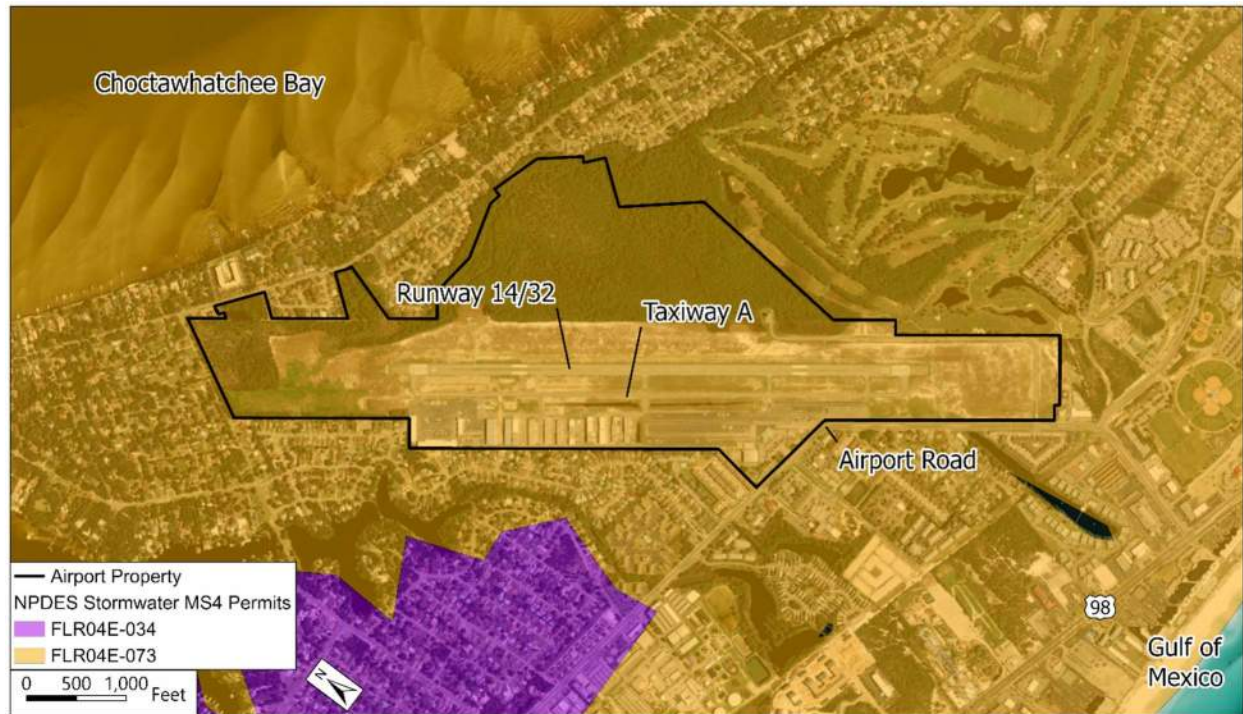 Choctawhatchee Bay
Runway 14/32
Taxiway A
Airport Road
98
Gulf of
Mexico
Airport Property
NPDES Stormwater MS4 Permits
FLR04E-034
FLR04E-073
0 500 1,000 Feet
N